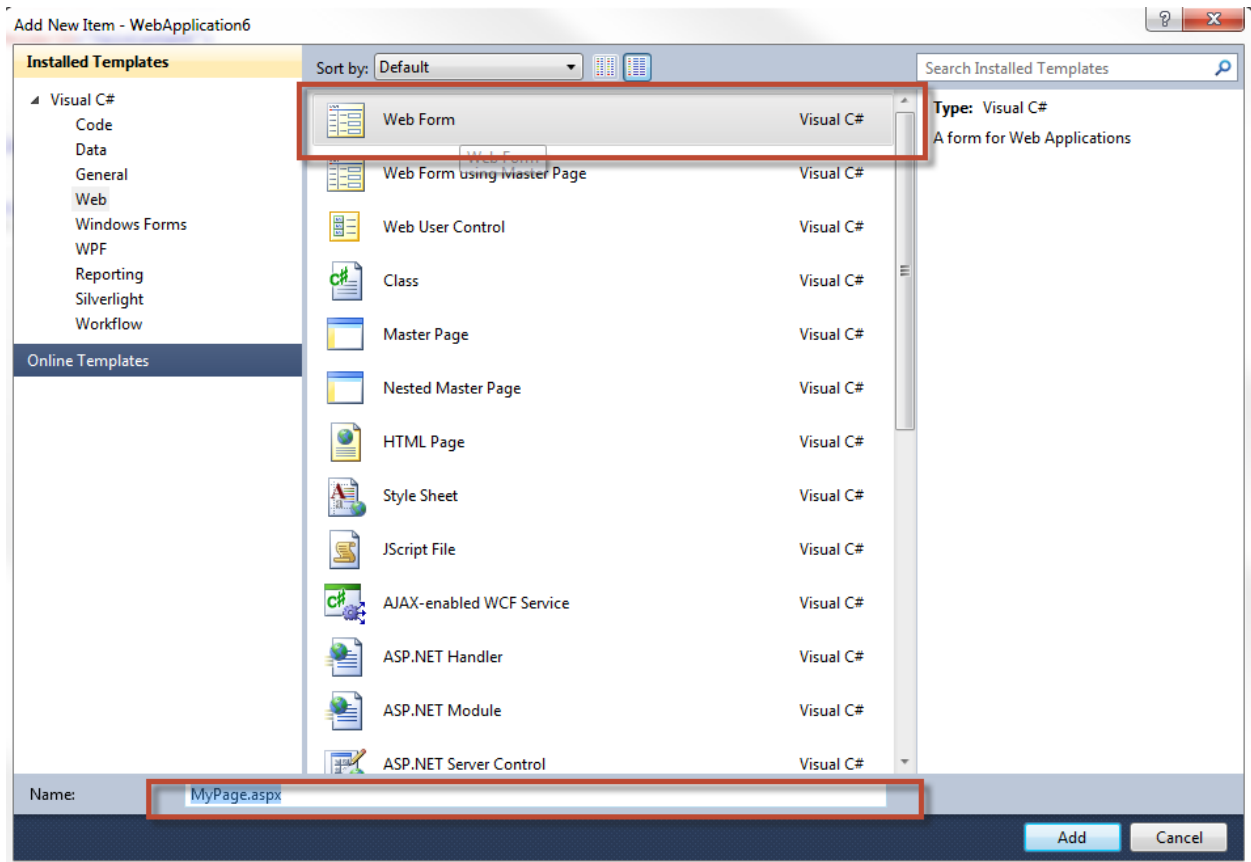 Add New Item - WebApplication6
Installed Templates
Sort by: Default
Search Installed Templates
Visual C#
Code
Data
General
Web
Windows Forms
WPF
Reporting
Silverlight
Workflow
Online Templates
Web Form Visual C#
Web Form
Web Form using Master Page Visual C#
Web User Control Visual C#
Class Visual C#
Master Page Visual C#
Nested Master Page Visual C#
HTML Page Visual C#
Style Sheet Visual C#
JScript File Visual C#
AJAX-enabled WCF Service Visual C#
ASP.NET Handler Visual C#
ASP.NET Module Visual C#
ASP.NET Server Control Visual C#
Type: Visual C#
A form for Web Applications
Name: MyPage.aspx
Add Cancel